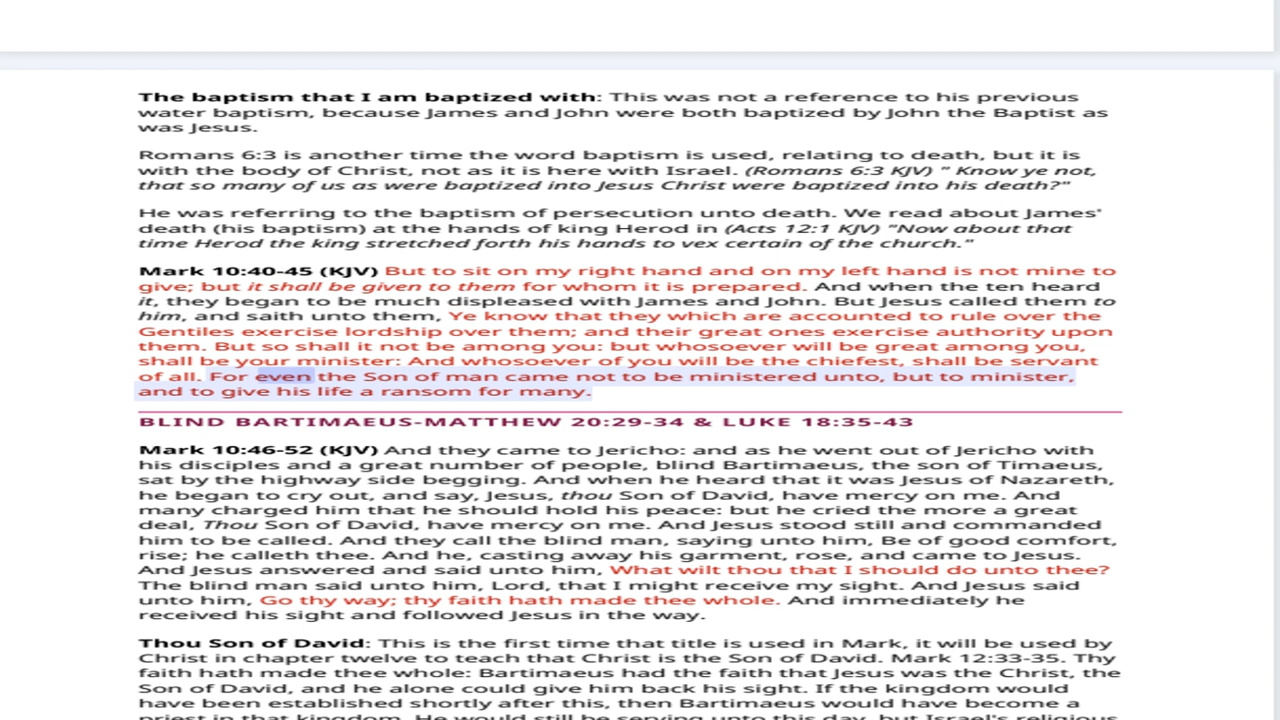 The baptism that I am baptized with: This was not a reference to his previous
water baptism, because James and John were both baptized by John the Baptist as
was Jesus.
Romans 6:3 is another time the word baptism is used, relating to death, but it is
with the body of Christ, not as it is here with Israel. (Romans 6:3 KJV) " Know ye not,
that so many of us as were baptized into Jesus Christ were baptized into his death?"
He was referring to the baptism of persecution unto death. We read about James'
death (his baptism) at the hands of king Herod in (Acts 12:1 KJV) "Now about that
time Herod the king stretched forth his hands to vex certain of the church."
Mark 10:40-45 (KJV) But to sit on my right hand and on my left hand is not mine to
give; but it shall be given to them for whom it is prepared. And when the ten heard
it, they began to be much displeased with James and John. But Jesus called them to
him, and saith unto them, Ye know that they which are accounted to rule over the
Gentiles exercise lordship over them; and their great ones exercise authority upon
them. But so shall it not be among you: but whosoever will be great among you,
shall be your minister: And whosoever of you will be the chiefest, shall be servant
of all. For even the Son of man came not to be ministered unto, but to minister,
and to give his life a ransom for many.
BLIND BARTIMAEUS-MATTHEW 20:29-34 & LUKE 18:35-43
Mark 10:46-52 (KJV) And they came to Jericho: and as he went out of Jericho with
his disciples and a great number of people, blind Bartimaeus, the son of Timaeus,
sat by the highway side begging. And when he heard that it was Jesus of Nazareth,
he began to cry out, and say, Jesus, thou Son of David, have mercy on me. And
many charged him that he should hold his peace: but he cried the more a great
deal, Thou Son of David, have mercy on me. And Jesus stood still and commanded
him to be called. And they call the blind man, saying unto him, Be of good comfort,
rise; he calleth thee. And he, casting away his garment, rose, and came to Jesus.
And Jesus answered and said unto him, What wilt thou that I should do unto thee?
The blind man said unto him, Lord, that I might receive my sight. And Jesus said
unto him, Go thy way; thy faith hath made thee whole. And immediately he
received his sight and followed Jesus in the way.
Thou Son of David: This is the first time that title is used in Mark, it will be used by
Christ in chapter twelve to teach that Christ is the Son of David. Mark 12:33-35. Thy
faith hath made thee whole: Bartimaeus had the faith that Jesus was the Christ, the
Son of David, and he alone could give him back his sight. If the kingdom would
have been established shortly after this, then Bartimaeus would have become a
priest in that kingdom. He would still be serving unto this day, but Israel's religious